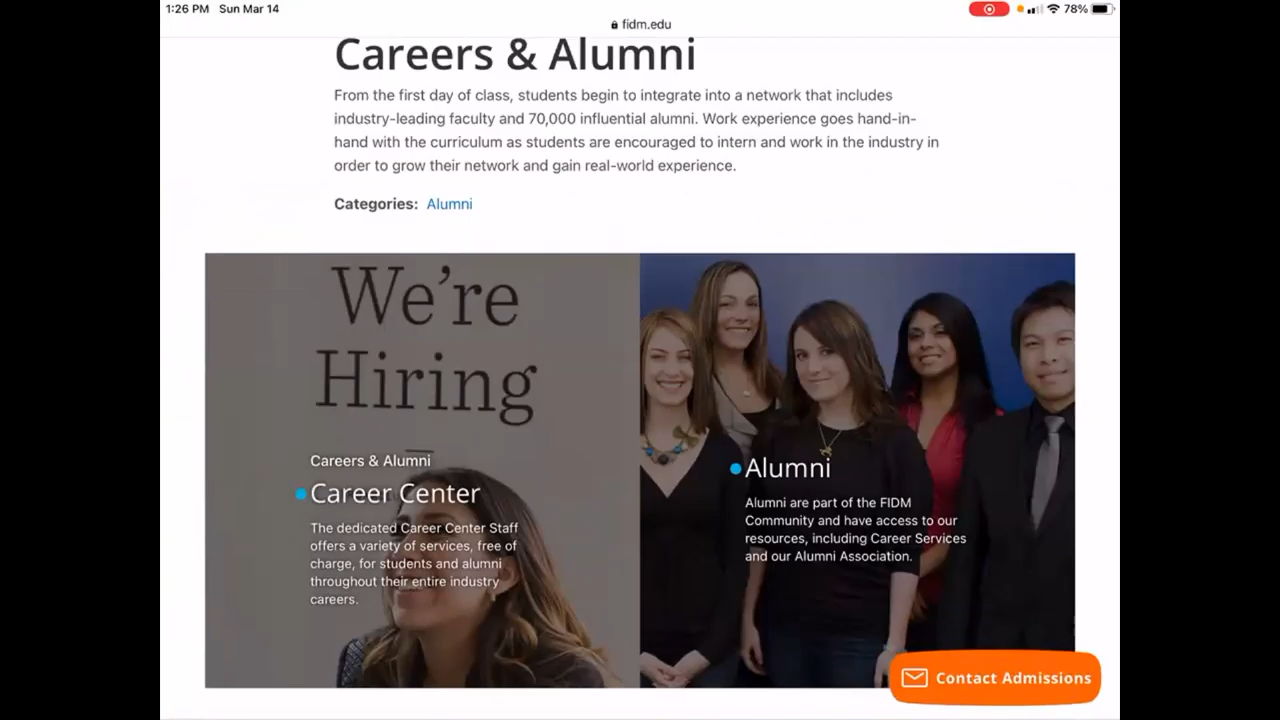 1:26 PM Sun Mar 14
78%
fidm.edu
Careers & Alumni
From the first day of class, students begin to integrate into a network that includes
industry-leading faculty and 70,000 influential alumni. Work experience goes hand-in-
hand with the curriculum as students are encouraged to intern and work in the industry in
order to grow their network and gain real-world experience.
Categories: Alumni
We're
Hiring
Careers & Alumni
Career Center
The dedicated Career Center Staff
offers a variety of services, free of
charge, for students and alumni
throughout their entire industry
careers.
Alumni
Alumni are part of the FIDM
Community and have access to our
resources, including Career Services
and our Alumni Association.
Contact Admissions